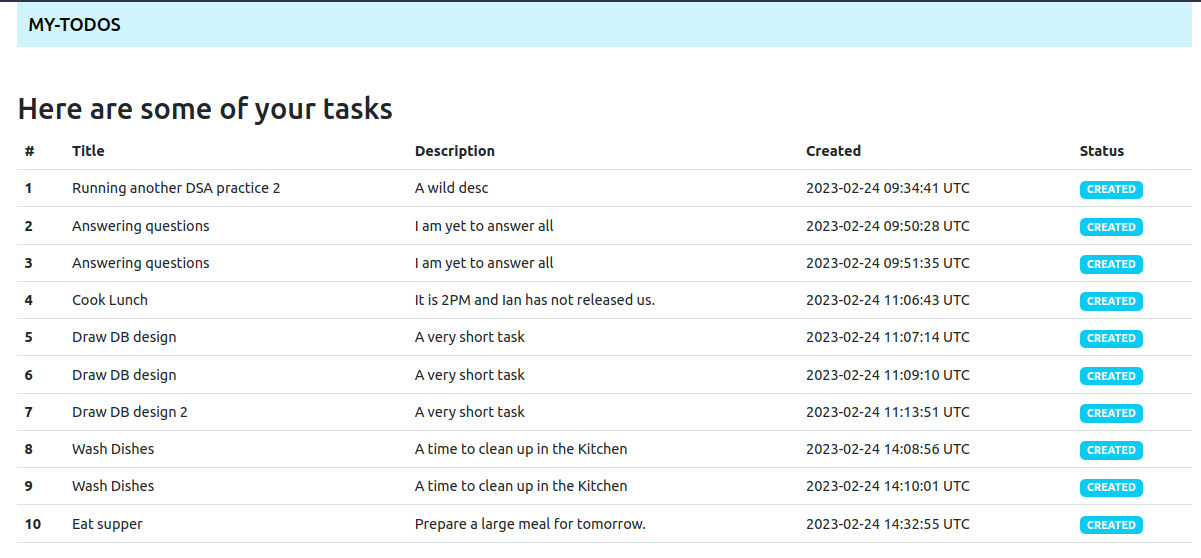 MY-TODOS
Here are some of your tasks
# Title Description Created Status
1 Running another DSA practice 2 A wild desc 2023-02-24 09:34:41 UTC CREATED
2 Answering questions I am yet to answer all 2023-02-24 09:50:28 UTC CREATED
3 Answering questions I am yet to answer all 2023-02-24 09:51:35 UTC CREATED
4 Cook Lunch It is 2PM and Ian has not released us. 2023-02-24 11:06:43 UTC CREATED
5 Draw DB design A very short task 2023-02-24 11:07:14 UTC CREATED
6 Draw DB design A very short task 2023-02-24 11:09:10 UTC CREATED
7 Draw DB design 2 A very short task 2023-02-24 11:13:51 UTC CREATED
8 Wash Dishes A time to clean up in the Kitchen 2023-02-24 14:08:56 UTC CREATED
9 Wash Dishes A time to clean up in the Kitchen 2023-02-24 14:10:01 UTC CREATED
10 Eat supper Prepare a large meal for tomorrow. 2023-02-24 14:32:55 UTC CREATED